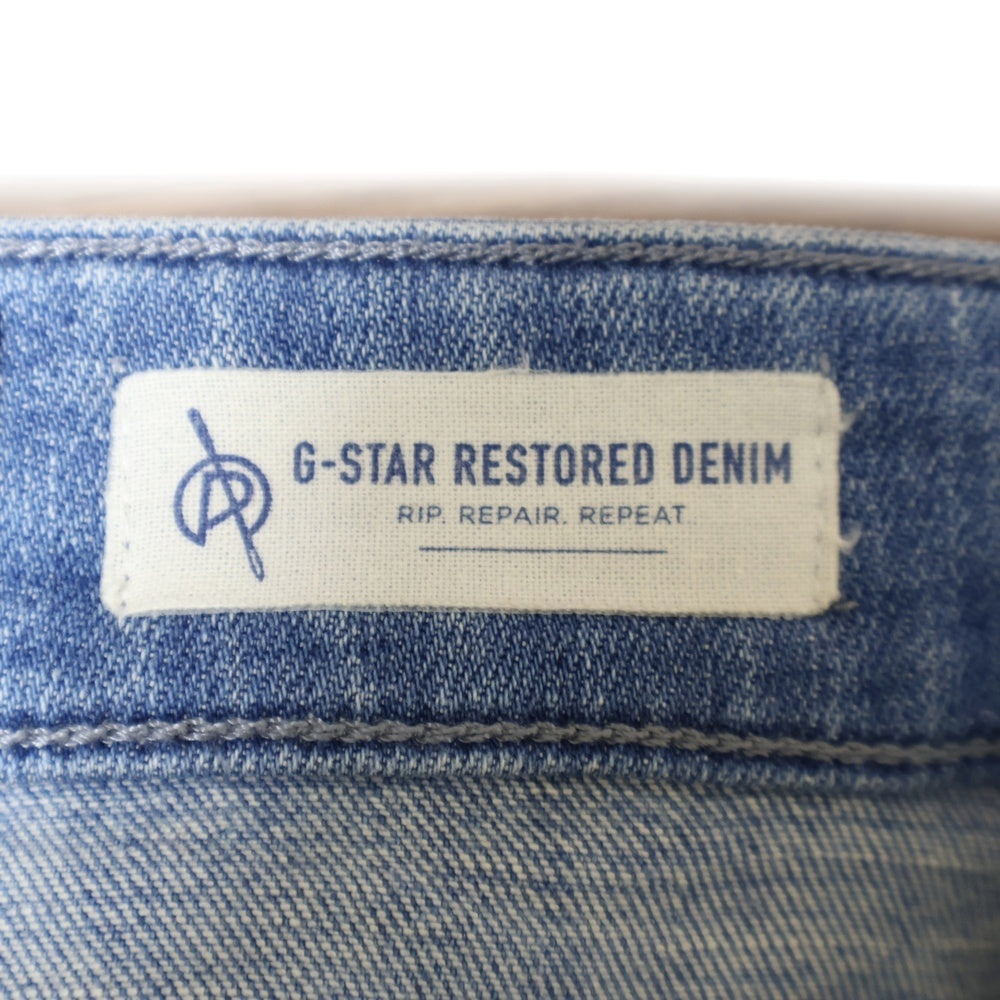 G-STAR RESTORED DENIM
RIP. REPAIR. REPEAT.